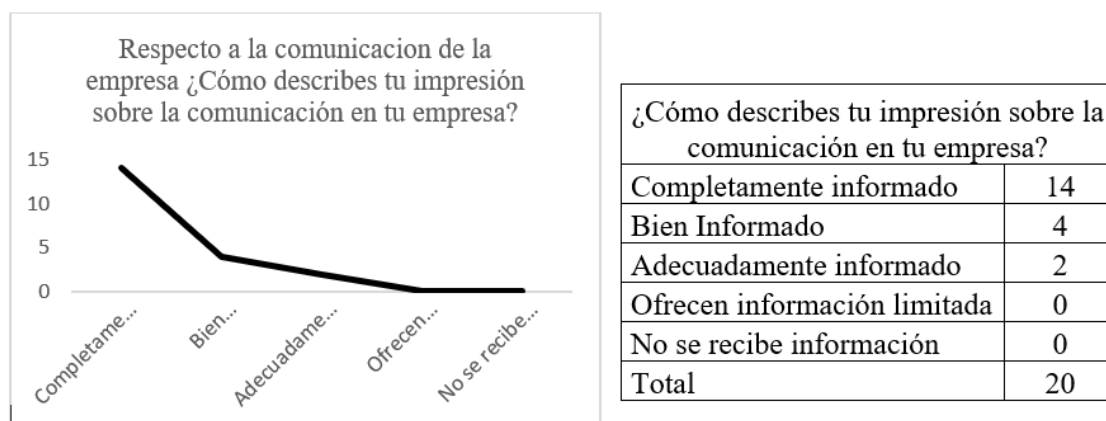 Respecto a la comunicacion de la
empresa ¿Cómo describes tu impresión
sobre la comunicación en tu empresa?
15
10
5
0
Completame...
Bien...
Adecuadame...
Ofrecen...
No se recibe...
¿Cómo describes tu impresión sobre la
comunicación en tu empresa?
Completamente informado 14
Bien Informado 4
Adecuadamente informado 2
Ofrecen información limitada 0
No se recibe información 0
Total 20